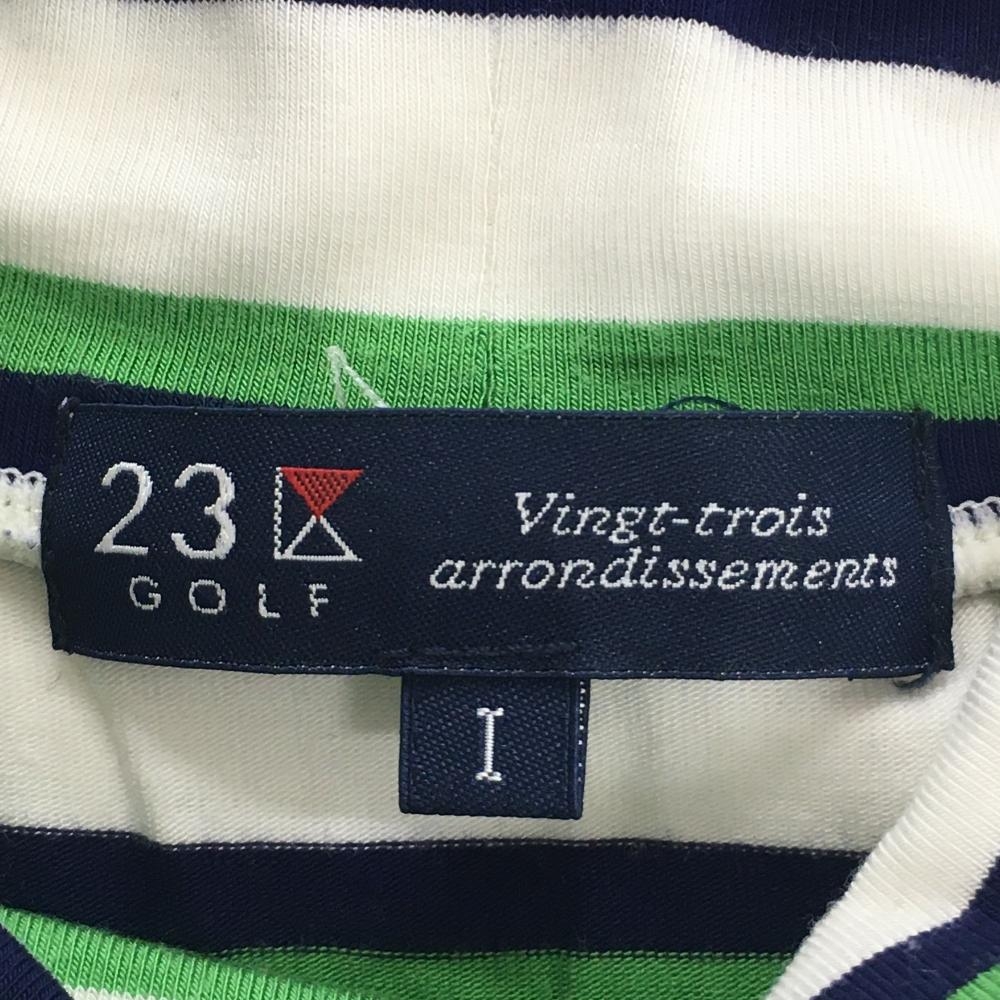 23
GOLF
Vingt-trois
arrondissements
I